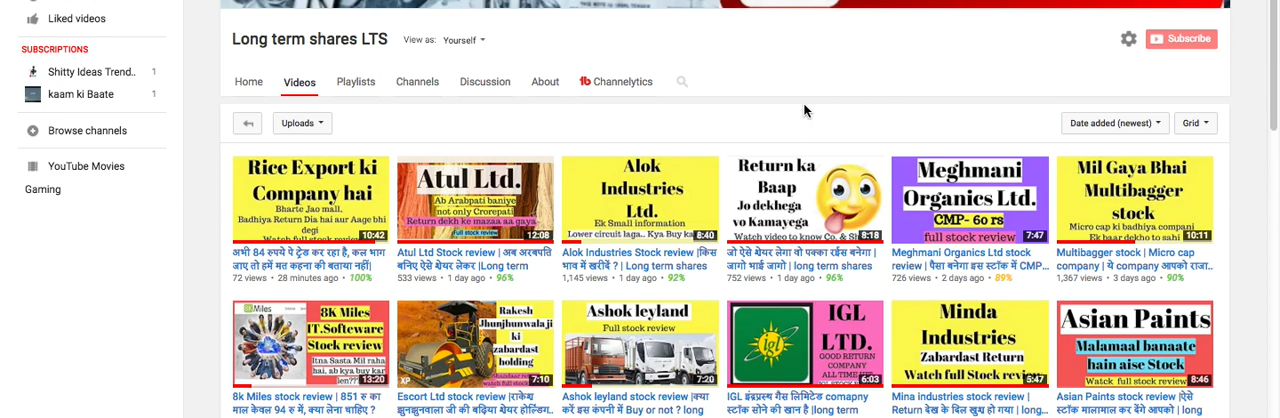 Liked videos
SUBSCRIPTIONS
Shitty Ideas Trend.. 1
kaam ki Baate 1
Browse channels
YouTube Movies
Gaming
Long term shares LTS View as: Yourself
Subscribe
Home Videos Playlists Channels Discussion About Channelytics
Uploads Date added (newest) Grid
Rice Export ki
Company hai
Bharte Jao mall,
Badhiya Return Dia hai aur Aage bhi
degi
10:42
अभी 84 रुपये पे ट्रेड कर रहा है, कल भाग
जाए तो हमें मत कहना की बताया नहीं|
72 views • 28 minutes ago • 100%
Atul Ltd.
Ab Arabpati baniye
not only Crorepati
Return dekh ke mazaa aa gaya
full stock review
12:08
Atul Ltd Stock review | अब अरबपति
बनिए ऐसे शेयर लेकर |Long term
533 views • 1 day ago • 96%
Alok
Industries
Ltd.
Ek Small information
Lower circuit laga.. Kya Buy ka
8:40
Alok Industries Stock review |किस
भाव में खरीदें ? | Long term shares
1,145 views • 1 day ago • 92%
Return ka
Baap
Jo dekhega
vo Kamayega
Watch video to know Co. & Sh
8:18
जो ऐसे शेयर लेगा वो पक्का रईस बनेगा |
जागो भाई जागो | long term shares
752 views • 1 day ago • 96%
Meghmani
Organics Ltd.
CMP- 60 rs
full stock review
7:47
Meghmani Organics Ltd stock
review | पैसा बनेगा इस स्टॉक में CMP...
726 views • 2 days ago • 89%
Mil Gaya Bhai
Multibagger
stock
Micro cap ki badhiya company
Ek baar dekho to sahi
10:11
Multibagger stock | Micro cap
company | ये company आपको राजा..
1,367 views • 3 days ago • 90%
8K Miles
8K Miles
IT.Softeware
Stock review
Itna Sasta Mil raha
hai, ab kya buy kar
len???
13:20
8k Miles stock review | 851 रु का
माल केवल 94 रु में, क्या लेना चाहिए ?
Rakesh
Jhunjhunwala ji
ki
zabardast
holding
watch full stock
XP
7:10
Escort Ltd stock review |राकेश
झुनझुनवाला जी की बढ़िया शेयर होल्डिंग..
Ashok leyland
Full stock review
7:20
Ashok leyland stock review |क्या
करें इस कंपनी में Buy or not ? long
igl
IGL
LTD.
GOOD RETURN
COMPANY
ALL TIME
6:03
IGL इंद्रप्रस्थ गैस लिमिटेड comapny
स्टॉक सोने की खान है |long term
Minda
Industries
Zabardast Return
Watch full Stock review
5:47
Mina industries stock review |
Return देख के दिल खुश हो गया | long...
Asian Paints
Malamaal banaate
hain aise Stock
Watck full stock review
8:46
Asian Paints stock review |ऐसे
स्टॉक मालामाल कर देंगे आपको | long